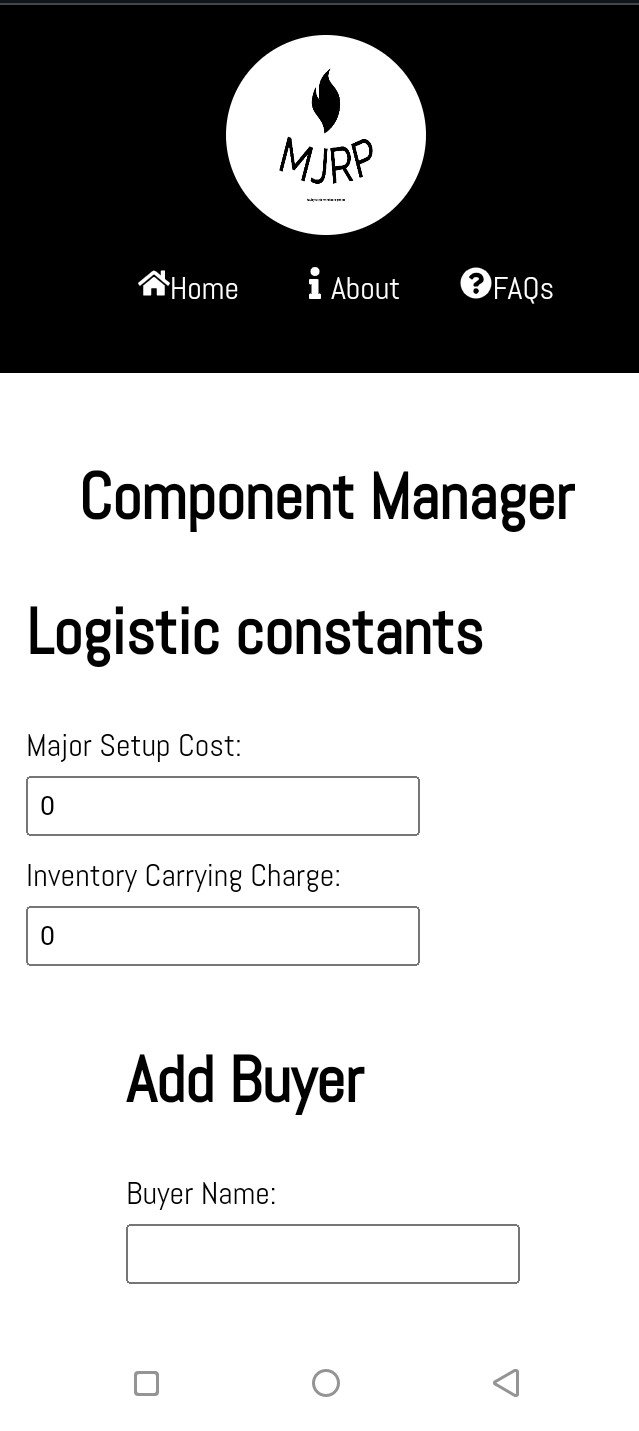 MJRP
Home
About
FAQs
Component Manager
Logistic constants
Major Setup Cost:
0
Inventory Carrying Charge:
0
Add Buyer
Buyer Name: